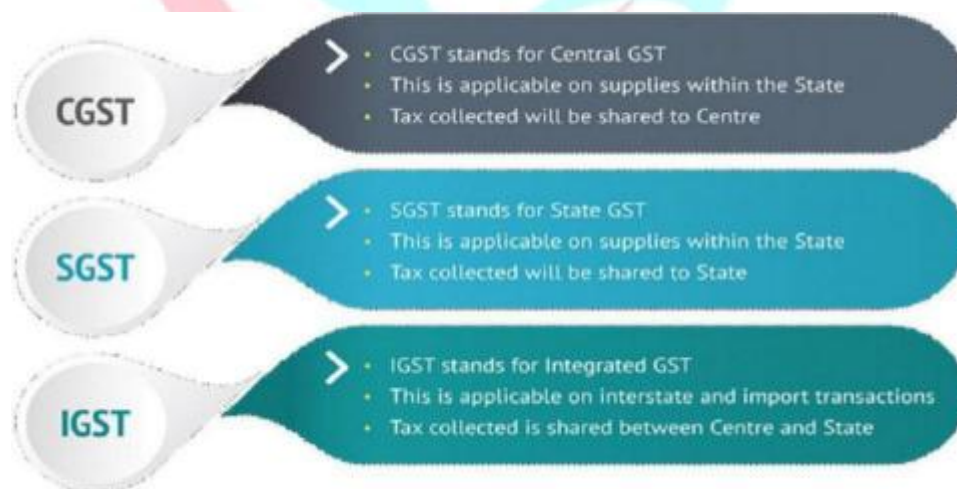 CGST
CGST stands for Central GST
This is applicable on supplies within the State
Tax collected will be shared to Centre
SGST
SGST stands for State GST
This is applicable on supplies within the State
Tax collected will be shared to State
IGST
IGST stands for Integrated GST
This is applicable on interstate and import transactions
Tax collected is shared between Centre and State